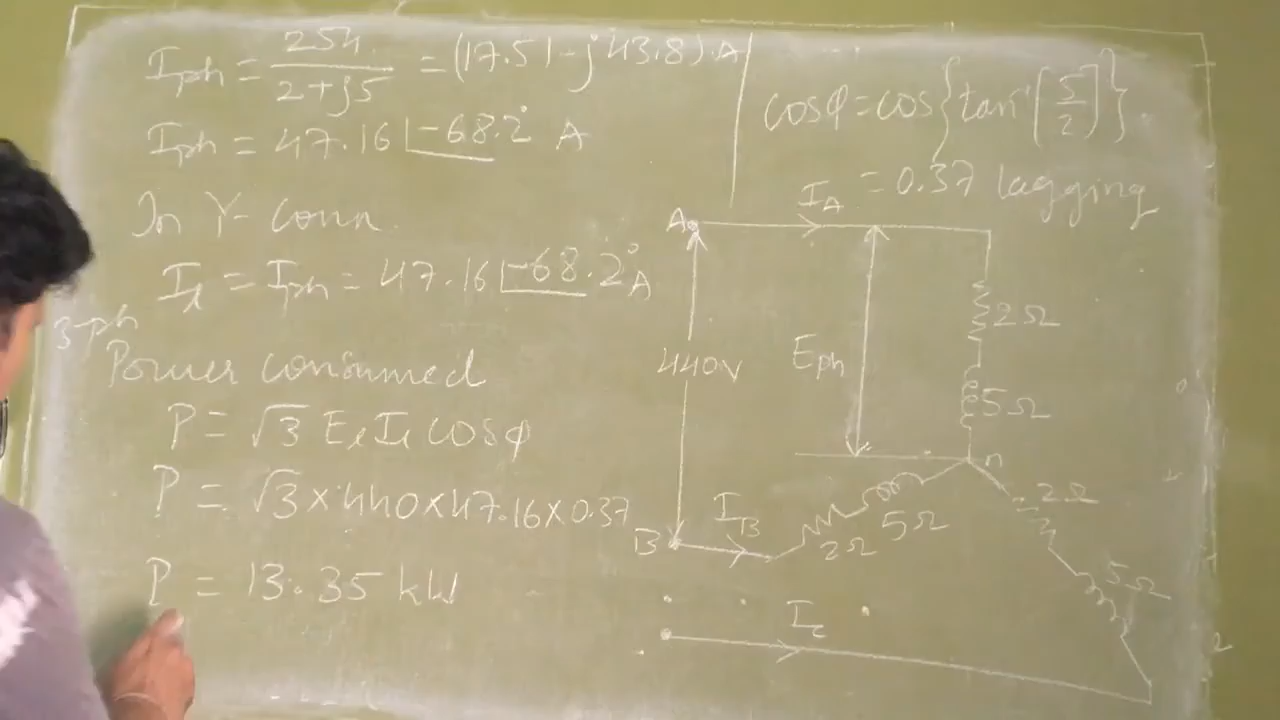 Iph = 254 / 2+j5 = (17.51-j43.8).A
Iph = 47.16∠-68.2° A
In Y-conn.
Iℓ = Iph = 47.16∠-68.2° A
3-ph
Power consumed
P = √3 Eℓ Iℓ cosφ
P = √3×440×47.16×0.37
P = 13.35 kW
cosφ = cos{tan⁻¹[5/2]}.
= 0.37 lagging
IA
A
2Ω
440V
Eph
5Ω
n
IB
B
2Ω
5Ω
2Ω
5Ω
Ic